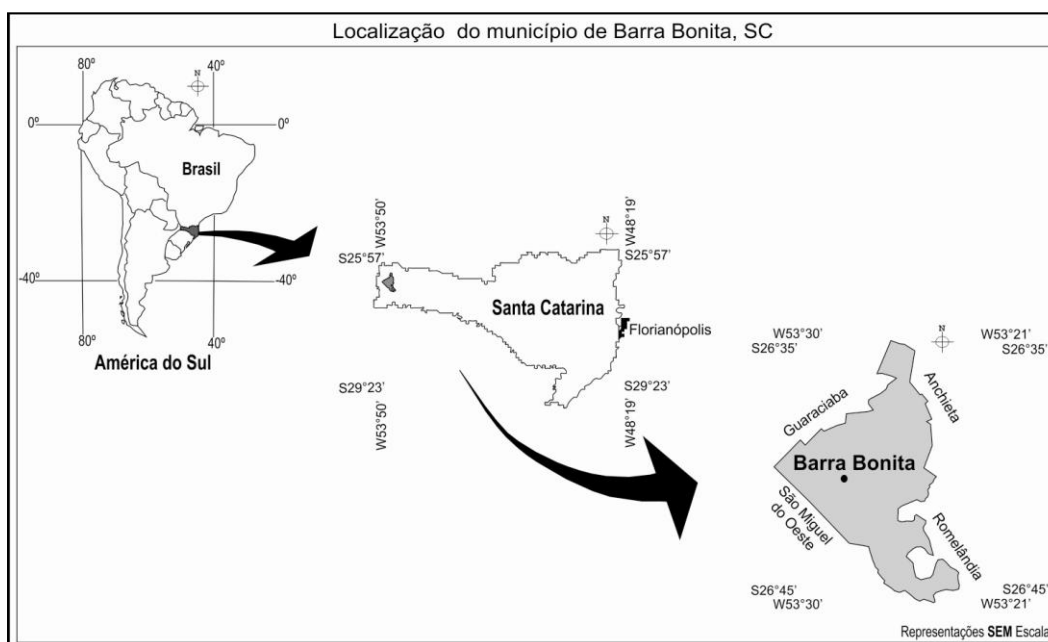 Localização do município de Barra Bonita, SC
80º
40º
N
0º
0º
Brasil
-40º
-40º
80º
40º
América do Sul
W53°50'
W48°19'
N
S25°57'
S25°57'
Santa Catarina
Florianópolis
S29°23'
S29°23'
W53°50'
W48°19'
W53°30'
S26°35'
N
W53°21'
S26°35'
Guaraciaba
Anchieta
Barra Bonita
São Miguel
do Oeste
Romelândia
S26°45'
W53°30'
S26°45'
W53°21'
Representações SEM Escala